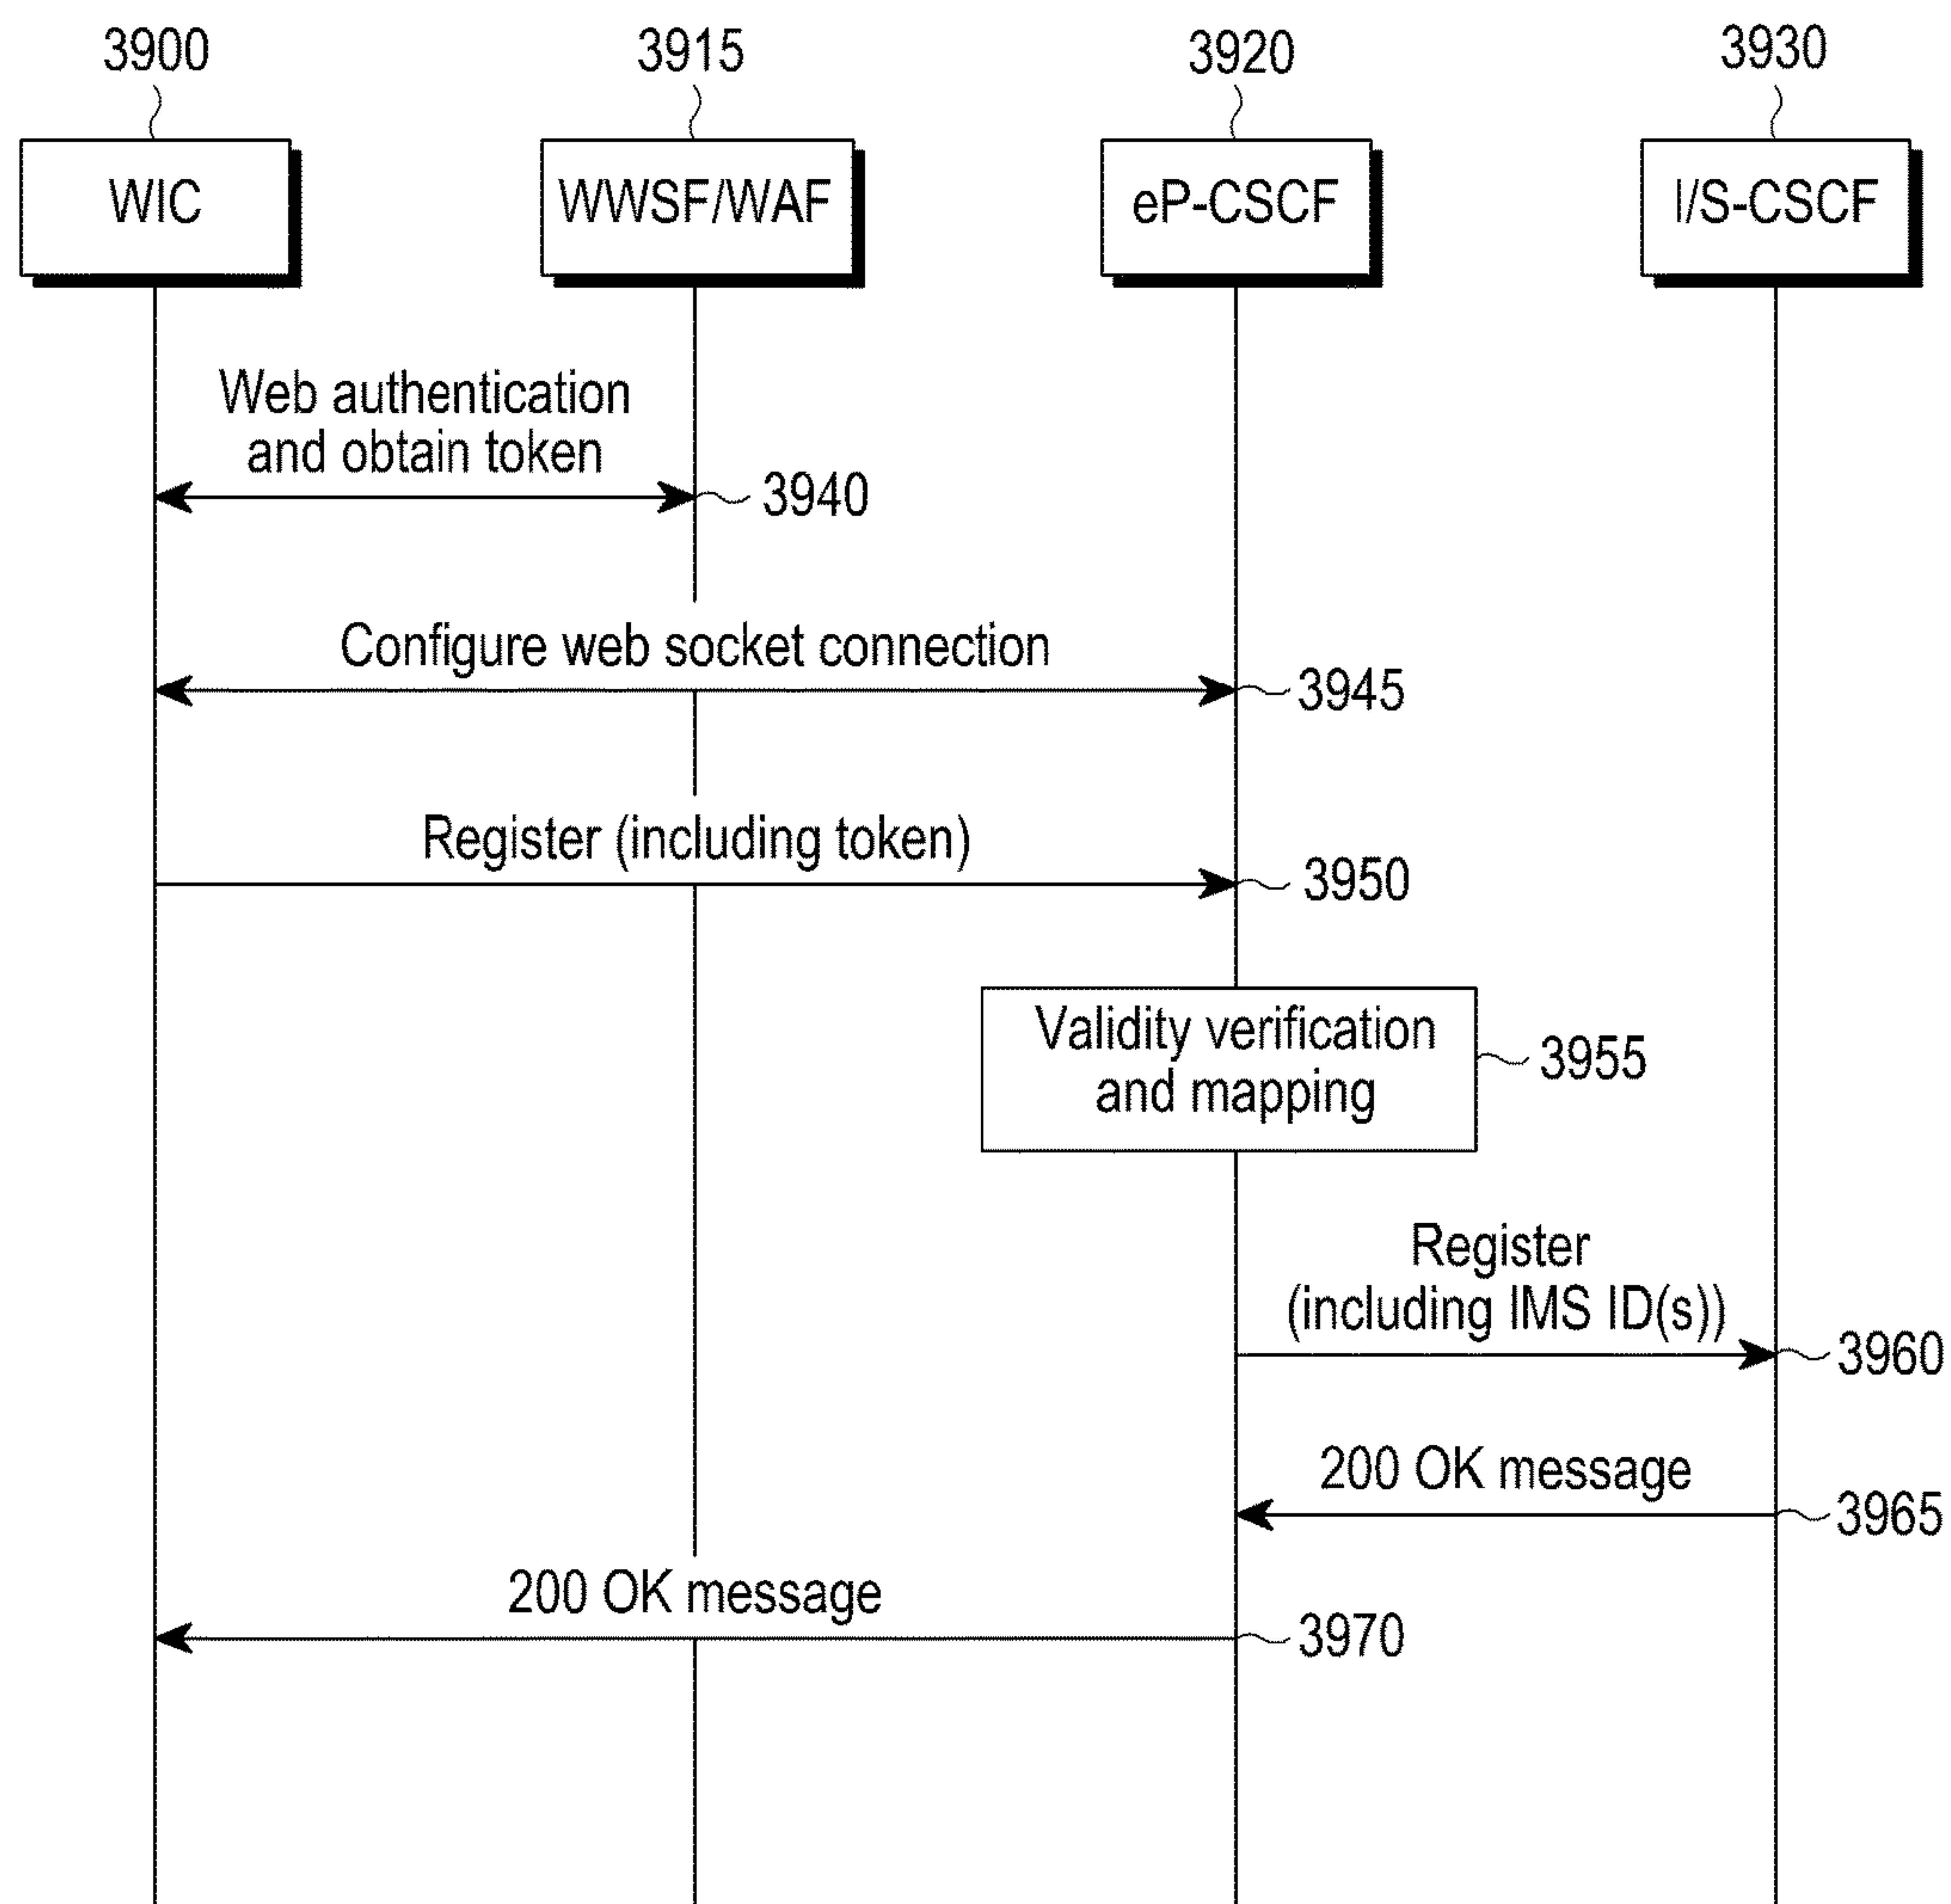 3900
3915
3920
3930
WIC
WWSF/WAF
eP-CSCF
I/S-CSCF
Web authentication
and obtain token
3940
Configure web socket connection
3945
Register (including token)
3950
Validity verification
and mapping
3955
Register
(including IMS ID(s))
3960
200 OK message
3965
200 OK message
3970